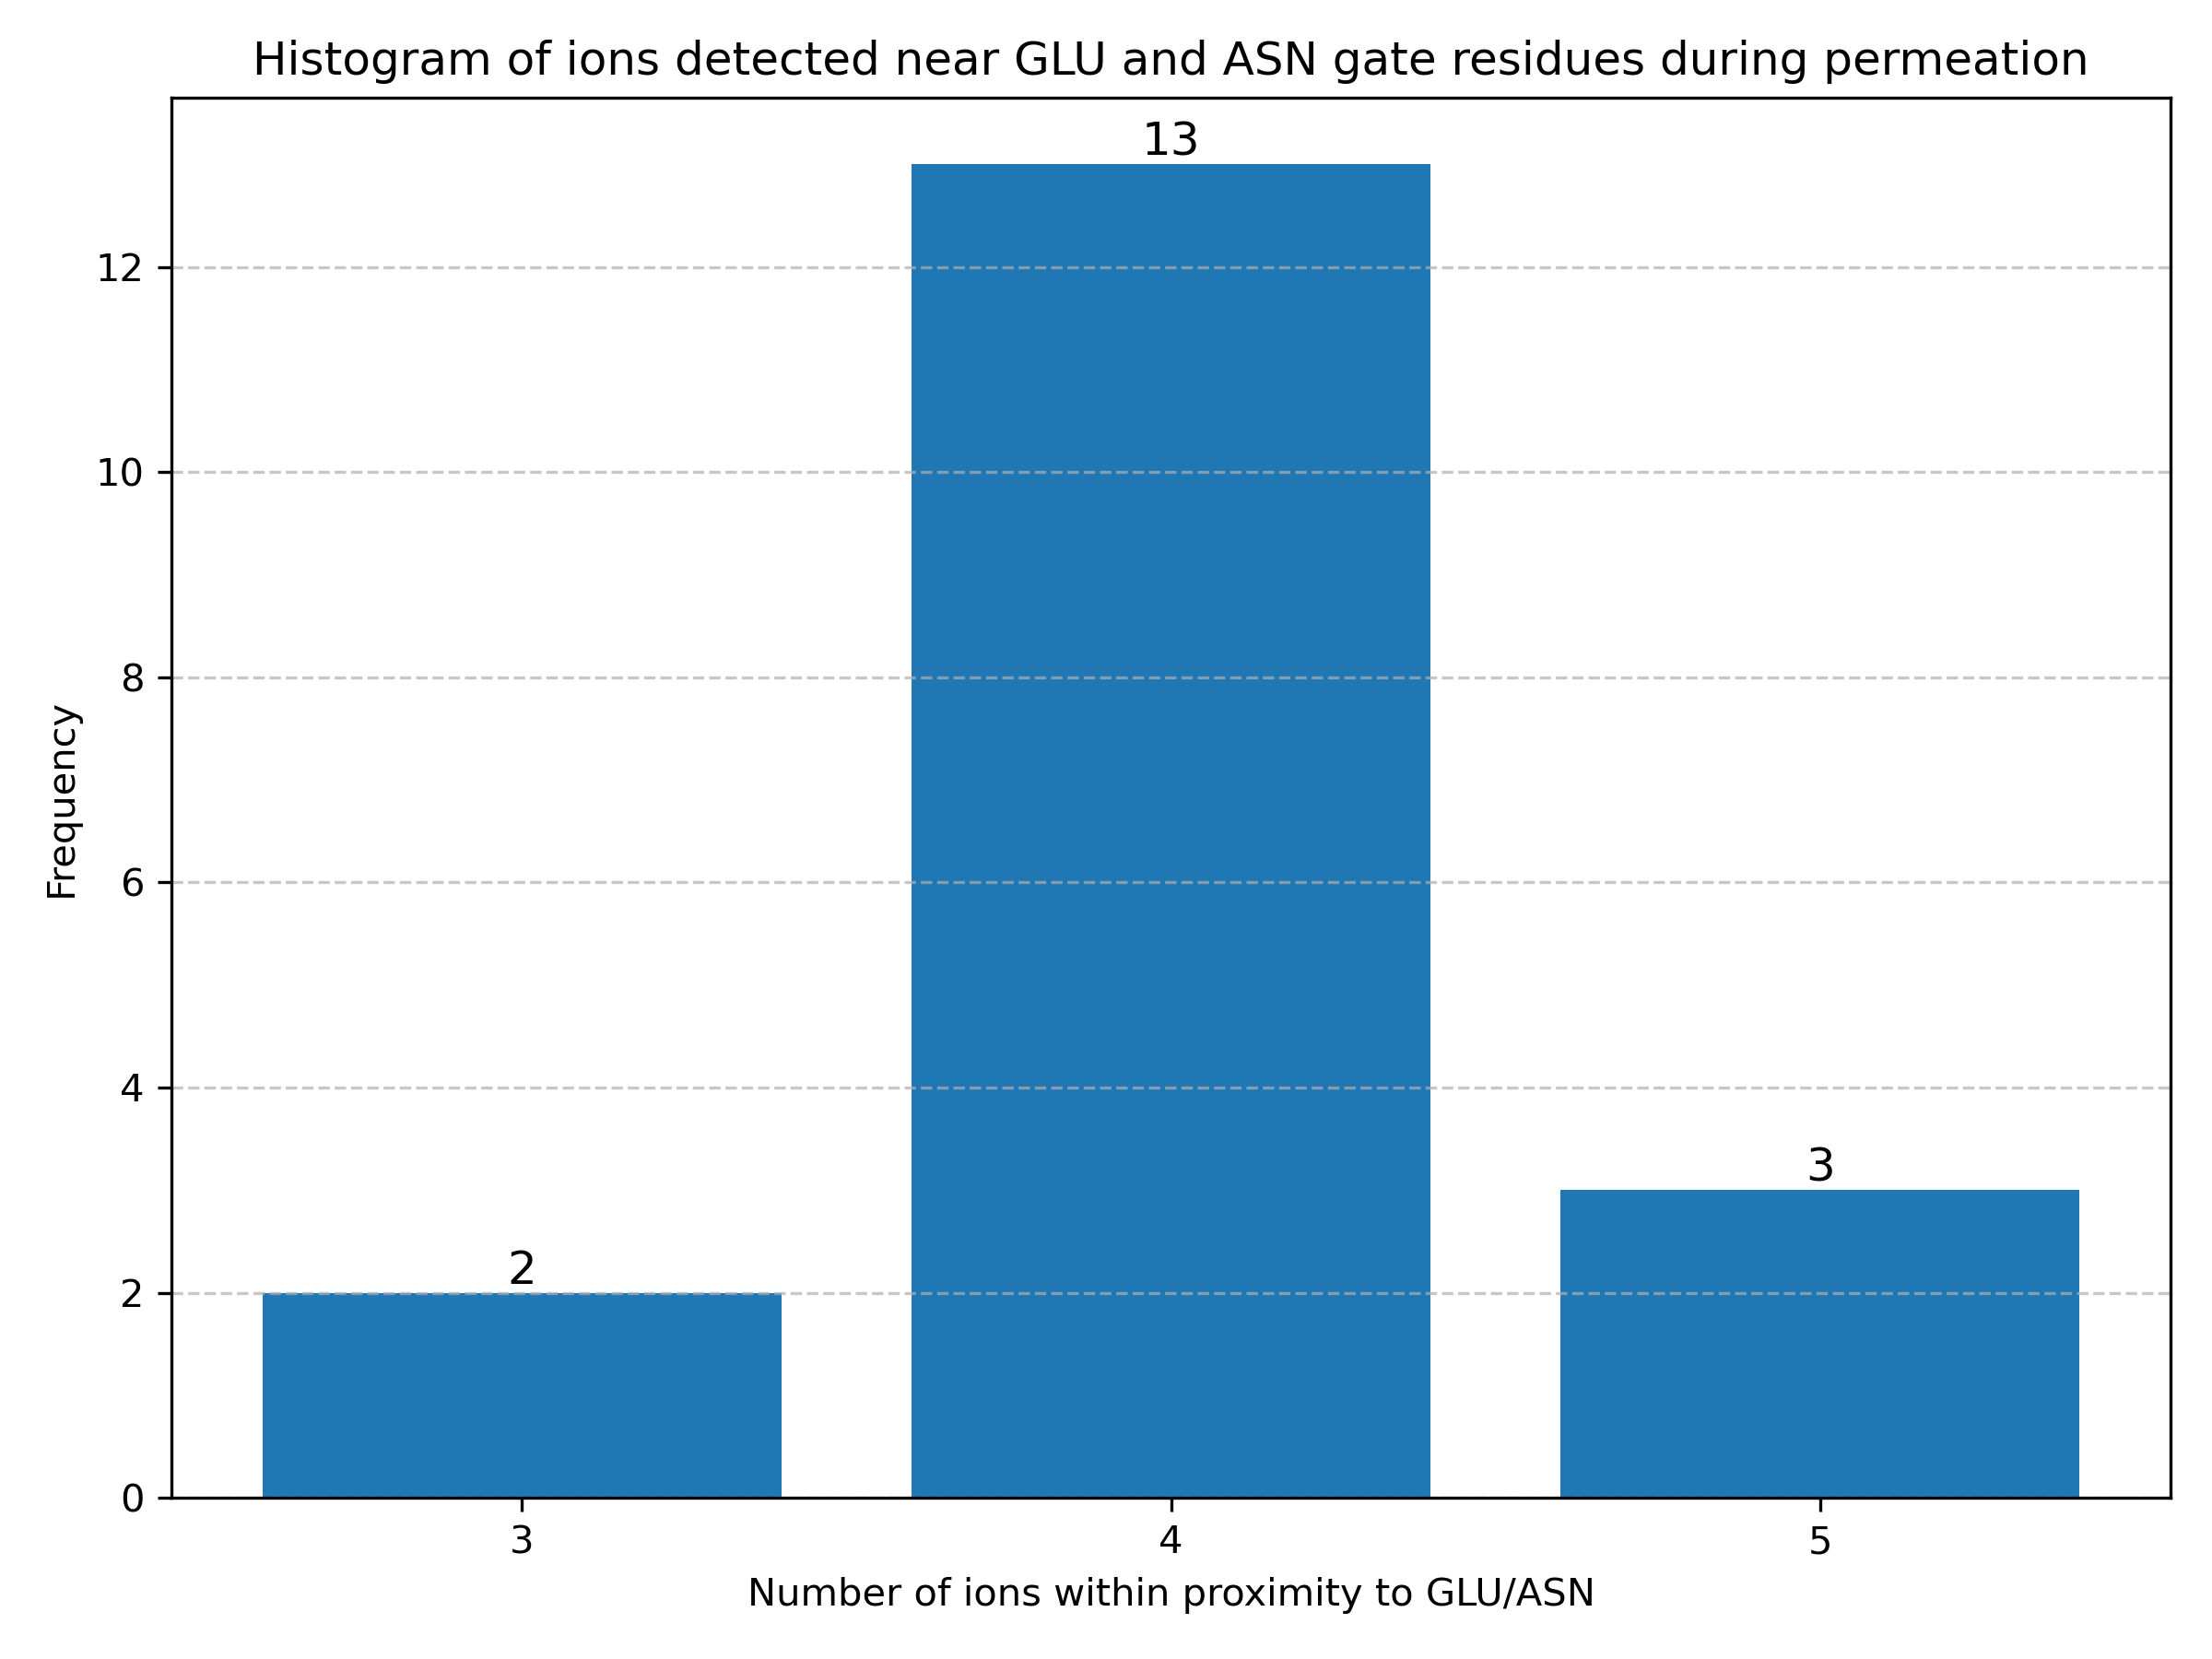 Histogram of ions detected near GLU and ASN gate residues during permeation
13
12
10
8
6
4
3
2
2
0
Frequency
3 4 5
Number of ions within proximity to GLU/ASN